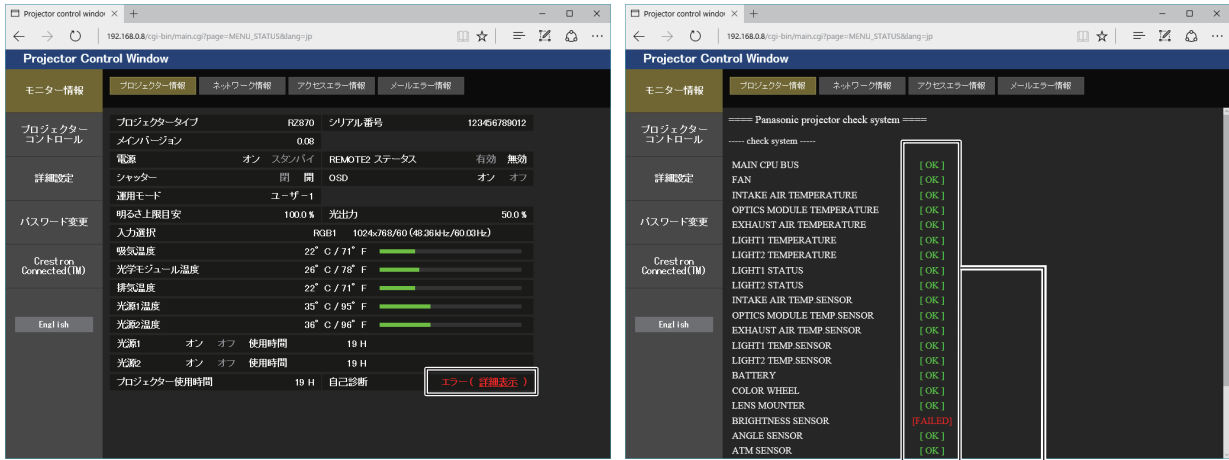 Projector control window
192.168.0.8/cgi-bin/main.cgi?page=MENU_STATUS&lang=jp
Projector Control Window
モニター情報
プロジェクター
コントロール
詳細設定
パスワード変更
Crestron
Connected(TM)
English
プロジェクター情報 ネットワーク情報 アクセスエラー情報 メールエラー情報
プロジェクタータイプ RZ870 シリアル番号 123456789012
メインバージョン 0.08
電源 オン スタンバイ REMOTE2 ステータス 有効 無効
シャッター 閉 開 OSD オン オフ
運用モード ユーザー1
明るさ上限目安 100.0 % 光出力 50.0 %
入力選択 RGB1 1024x768/60 (48.36kHz/60.03Hz)
吸気温度 22° C / 71° F
光学モジュール温度 26° C / 78° F
排気温度 22° C / 71° F
光源1温度 35° C / 95° F
光源2温度 36° C / 96° F
光源1 オン オフ 使用時間 19 H
光源2 オン オフ 使用時間 19 H
プロジェクター使用時間 19 H 自己診断 エラー ( 詳細表示 )
Projector control window
192.168.0.8/cgi-bin/main.cgi?page=MENU_STATUS&lang=jp
Projector Control Window
モニター情報
プロジェクター
コントロール
詳細設定
パスワード変更
Crestron
Connected(TM)
English
プロジェクター情報 ネットワーク情報 アクセスエラー情報 メールエラー情報
==== Panasonic projector check system ====
----- check system -----
MAIN CPU BUS [ OK ]
FAN [ OK ]
INTAKE AIR TEMPERATURE [ OK ]
OPTICS MODULE TEMPERATURE [ OK ]
EXHAUST AIR TEMPERATURE [ OK ]
LIGHT1 TEMPERATURE [ OK ]
LIGHT2 TEMPERATURE [ OK ]
LIGHT1 STATUS [ OK ]
LIGHT2 STATUS [ OK ]
INTAKE AIR TEMP.SENSOR [ OK ]
OPTICS MODULE TEMP.SENSOR [ OK ]
EXHAUST AIR TEMP.SENSOR [ OK ]
LIGHT1 TEMP.SENSOR [ OK ]
LIGHT2 TEMP.SENSOR [ OK ]
BATTERY [ OK ]
COLOR WHEEL [ OK ]
LENS MOUNTER [ OK ]
BRIGHTNESS SENSOR [FAILED]
ANGLE SENSOR [ OK ]
ATM SENSOR [ OK ]